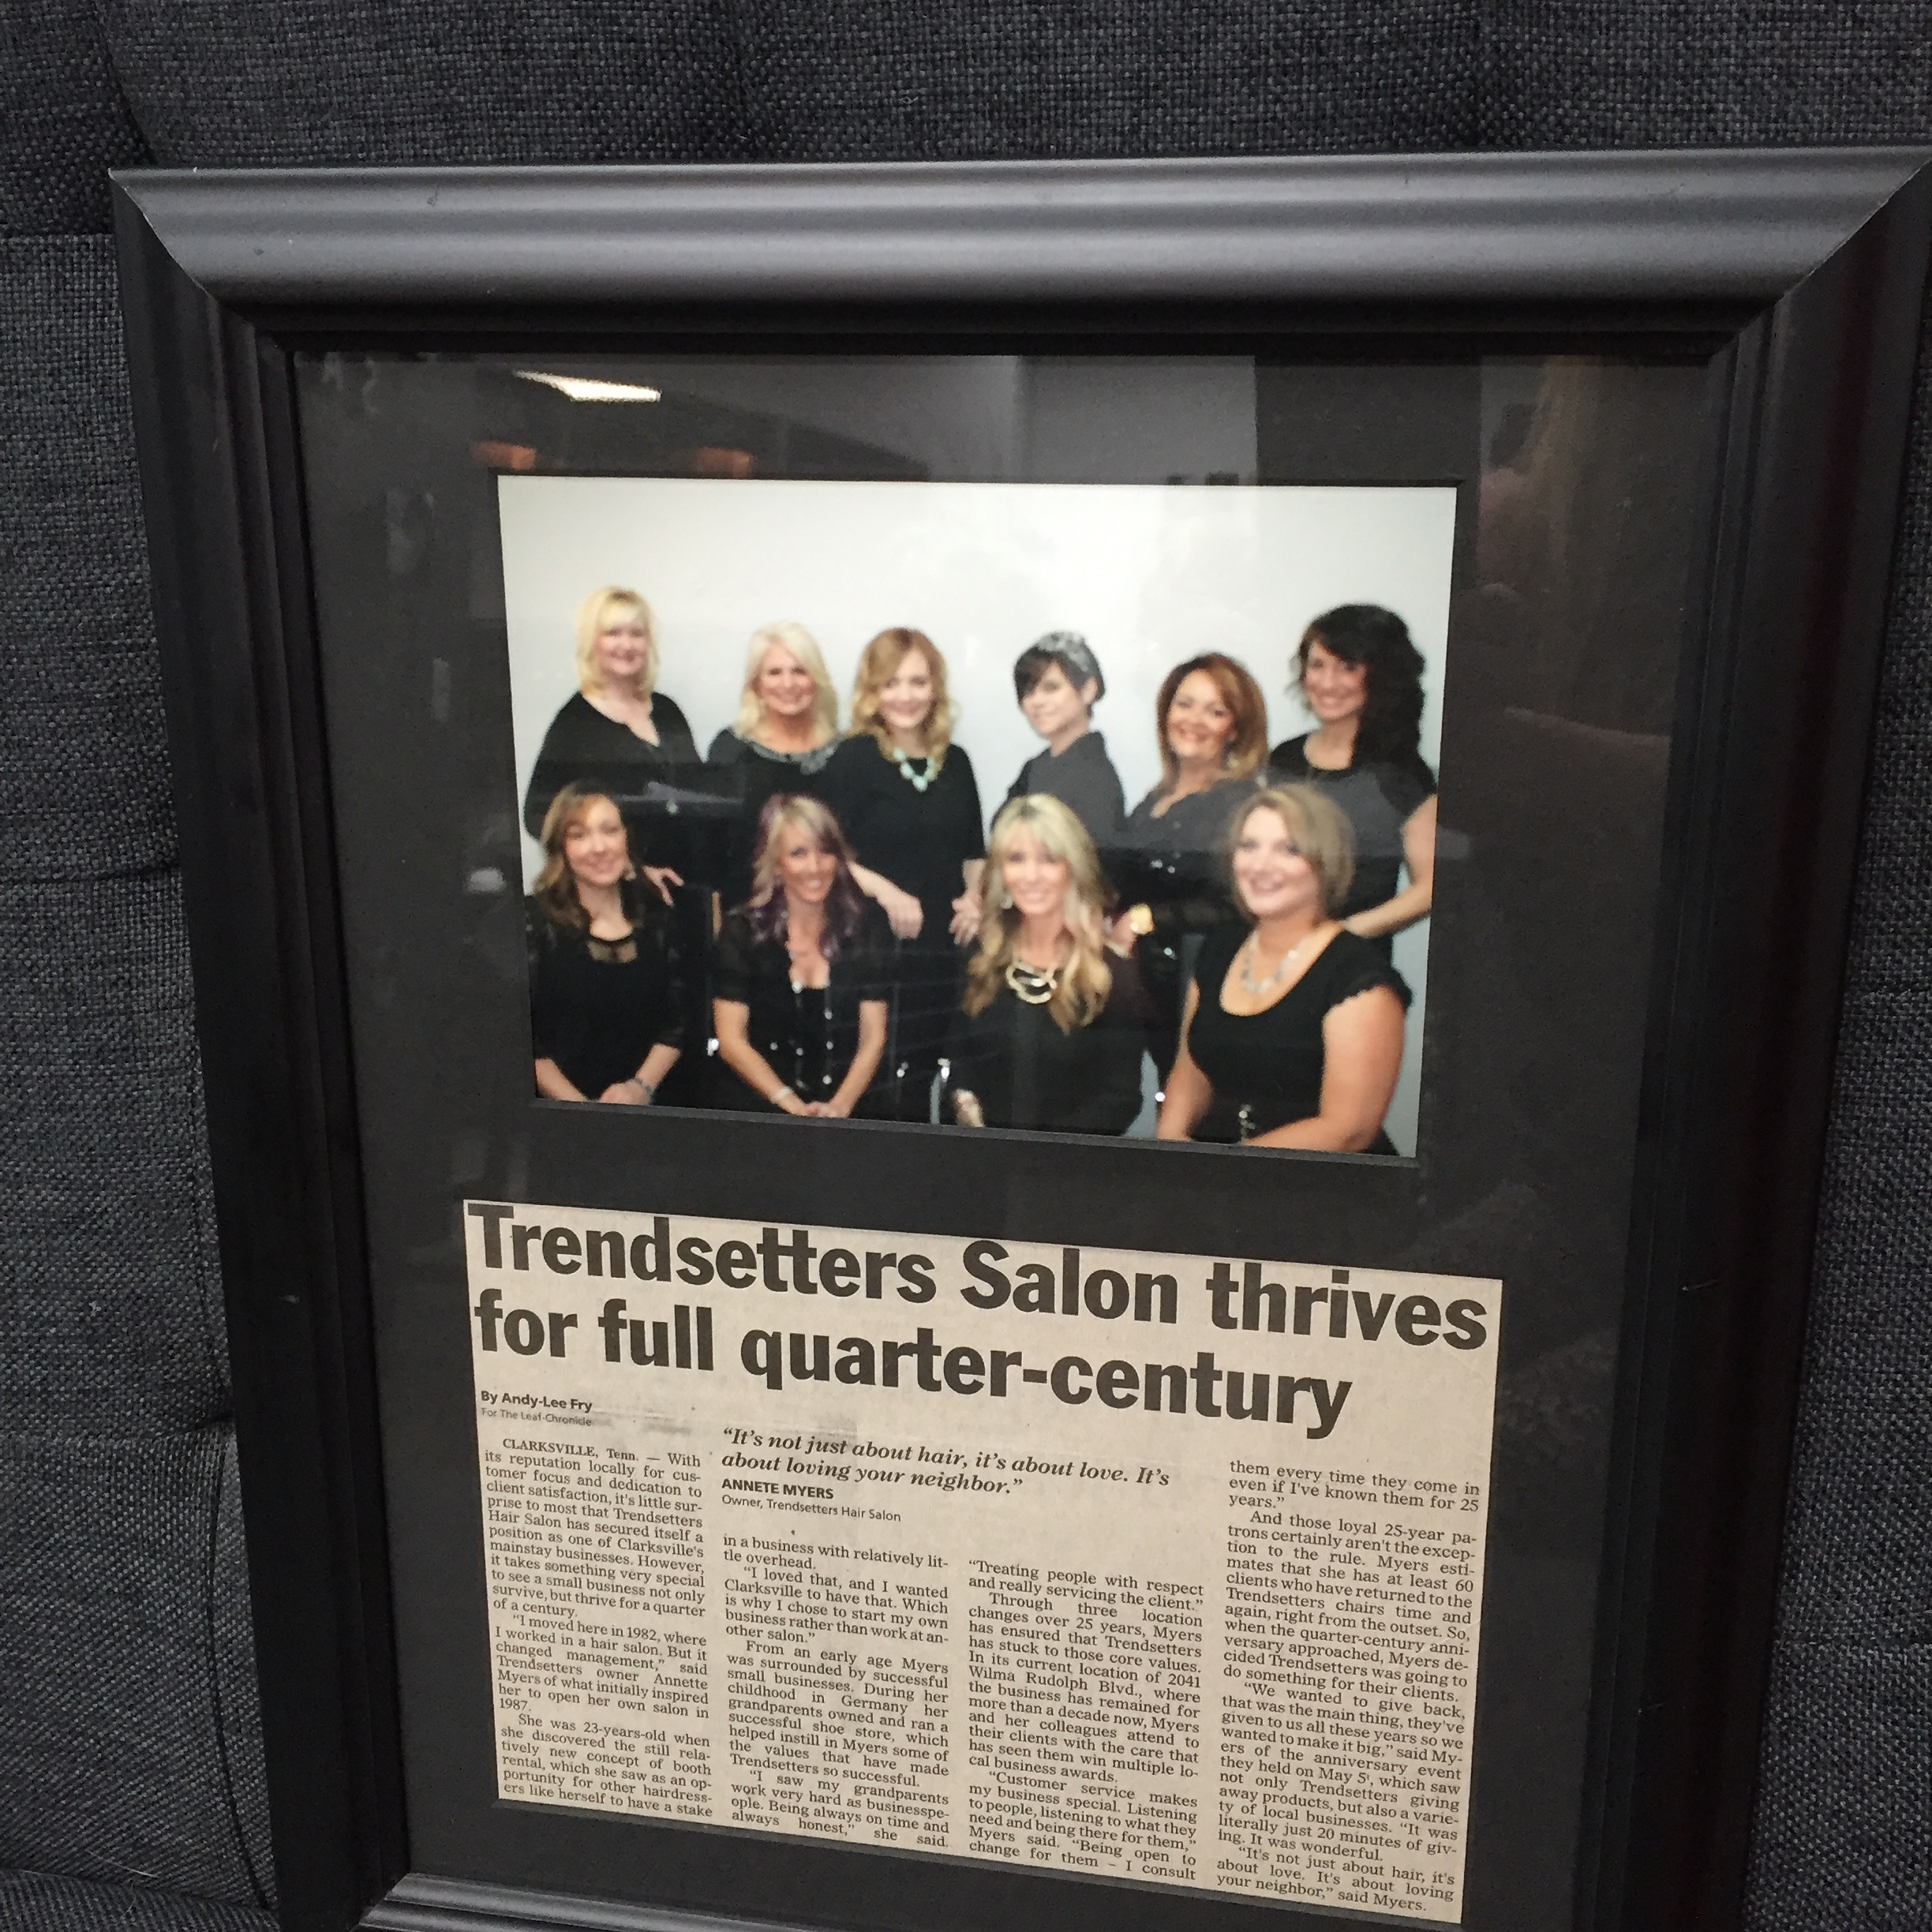 Trendsetters Salon thrives
for full quarter-century
By Andy-Lee Fry
For The Leaf-Chronicle
CLARKSVILLE, Tenn. — With
its reputation locally for cus-
tomer focus and dedication to
client satisfaction, it's little sur-
prise to most that Trendsetters
Hair Salon has secured itself a
position as one of Clarksville's
mainstay businesses. However,
it takes something very special
to see a small business not only
survive, but thrive for a quarter
of a century.
"I moved here in 1982, where
I worked in a hair salon. But it
changed management," said
Trendsetters owner Annette
Myers of what initially inspired
her to open her own salon in
1987.
She was 23-years-old when
she discovered the still rela-
tively new concept of booth
rental, which she saw as an op-
portunity for other hairdress-
ers like herself to have a stake
"It's not just about hair, it's about love. It's
about loving your neighbor."
ANNETE MYERS
Owner, Trendsetters Hair Salon
in a business with relatively lit-
tle overhead.
"I loved that, and I wanted
Clarksville to have that. Which
is why I chose to start my own
business rather than work at an-
other salon."
From an early age Myers
was surrounded by successful
small businesses. During her
childhood in Germany her
grandparents owned and ran a
successful shoe store, which
helped instill in Myers some of
the values that have made
Trendsetters so successful.
"I saw my grandparents
work very hard as businesspe-
ople. Being always on time and
always honest," she said.
"Treating people with respect
and really servicing the client."
Through three location
changes over 25 years, Myers
has ensured that Trendsetters
has stuck to those core values.
In its current location of 2041
Wilma Rudolph Blvd., where
the business has remained for
more than a decade now, Myers
and her colleagues attend to
their clients with the care that
has seen them win multiple lo-
cal business awards.
"Customer service makes
my business special. Listening
to people, listening to what they
need and being there for them,"
Myers said. "Being open to
change for them – I consult
them every time they come in
even if I've known them for 25
years."
And those loyal 25-year pa-
trons certainly aren't the excep-
tion to the rule. Myers esti-
mates that she has at least 60
clients who have returned to the
Trendsetters chairs time and
again, right from the outset. So,
when the quarter-century anni-
versary approached, Myers de-
cided Trendsetters was going to
do something for their clients.
"We wanted to give back,
that was the main thing, they've
given to us all these years so we
wanted to make it big," said My-
ers of the anniversary event
they held on May 5, which saw
not only Trendsetters giving
away products, but also a varie-
ty of local businesses. "It was
literally just 20 minutes of giv-
ing. It was wonderful.
"It's not just about hair, it's
about love. It's about loving
your neighbor," said Myers.